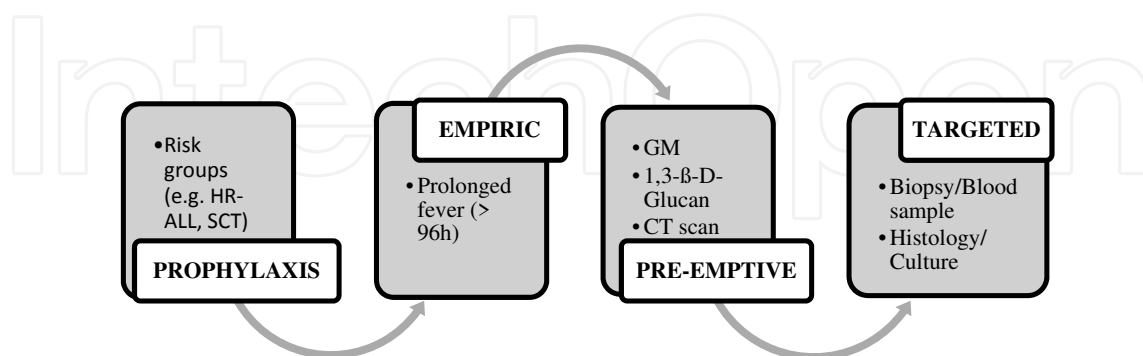 IntechOpen
•Risk
groups
(e.g. HR-
ALL, SCT)
PROPHYLAXIS
EMPIRIC
•Prolonged
fever (>
96h)
•GM
•1,3-ß-D-
Glucan
•CT scan
PRE-EMPTIVE
TARGETED
•Biopsy/Blood
sample
•Histology/
Culture